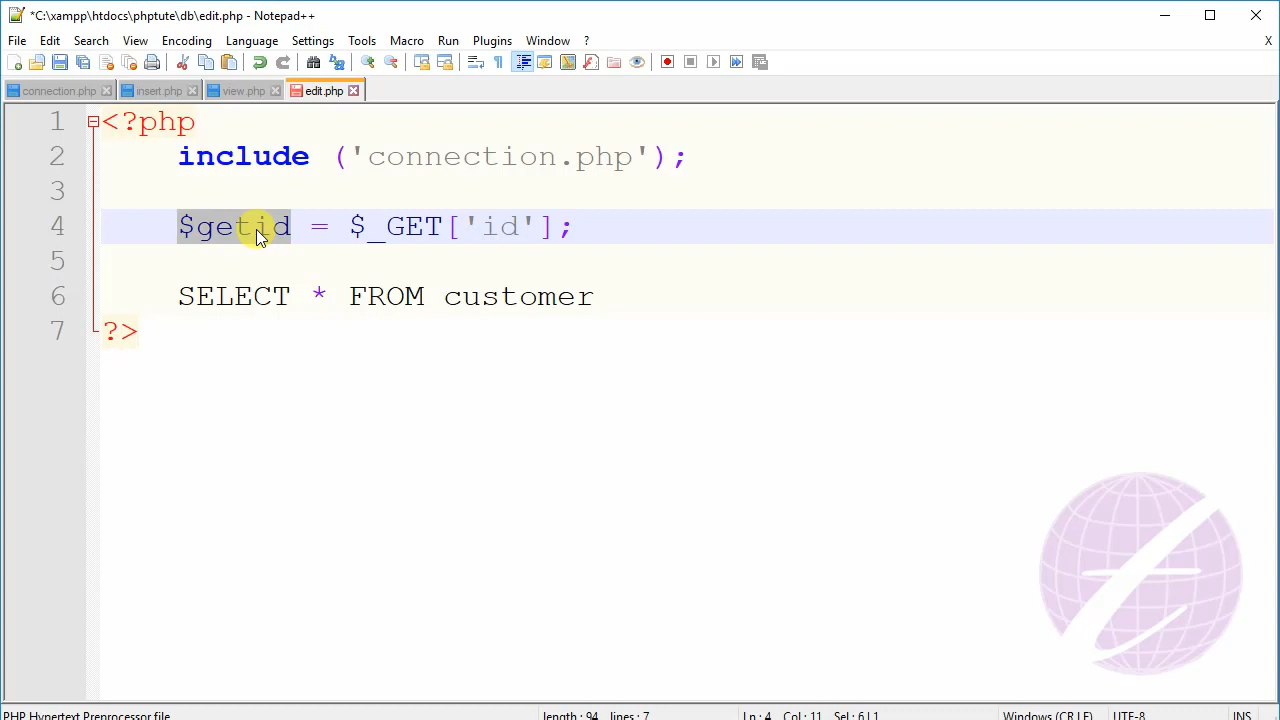 *C:\xampp\htdocs\phptute\db\edit.php - Notepad++
File Edit Search View Encoding Language Settings Tools Macro Run Plugins Window ? X
connection.php insert.php view.php edit.php
1 <?php
2 include ('connection.php');
3
4 $getid = $_GET['id'];
5
6 SELECT * FROM customer
7 ?>
PHP Hypertext Preprocessor file length : 94 lines : 7 Ln : 4 Col : 11 Sel : 6 | 1 Windows (CR LF) UTF-8 INS